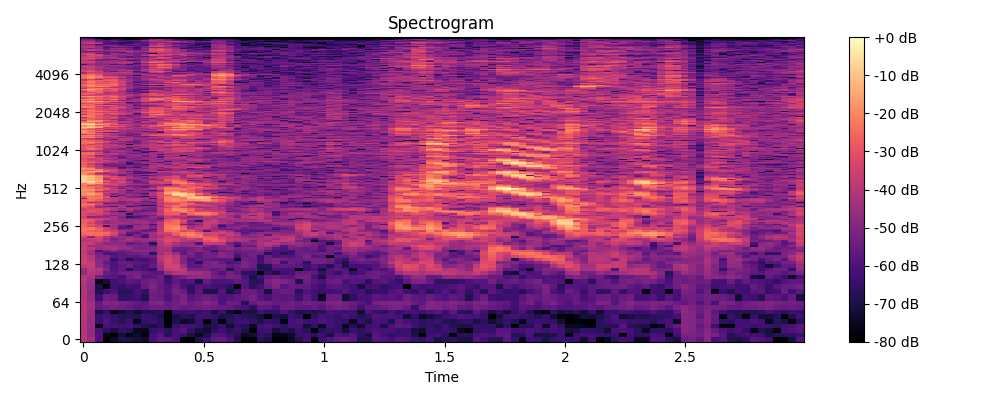 Spectrogram
4096
2048
1024
512
256
128
64
0
Hz
0
0.5
1
1.5
2
2.5
Time
+0 dB
-10 dB
-20 dB
-30 dB
-40 dB
-50 dB
-60 dB
-70 dB
-80 dB